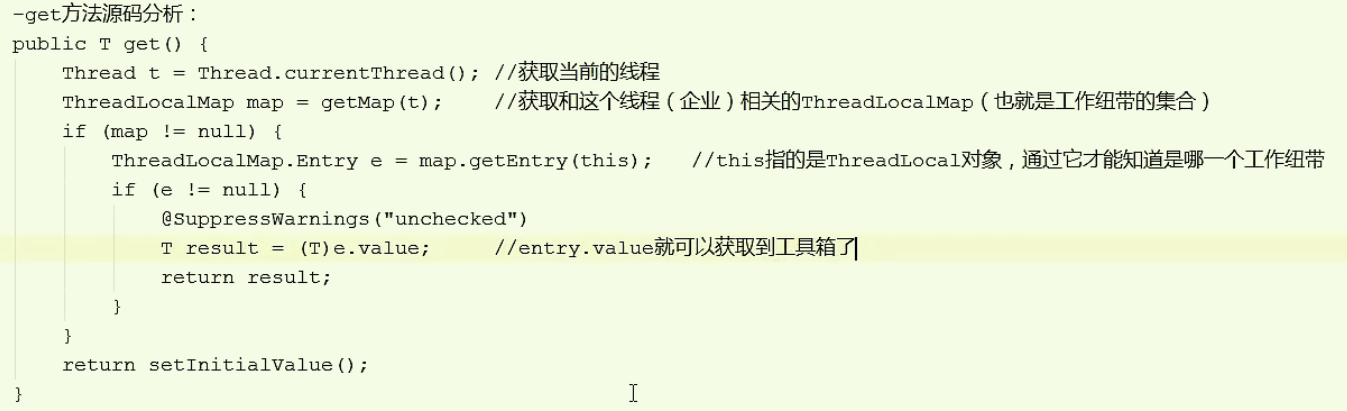 -get方法源码分析：
public T get() {
    Thread t = Thread.currentThread(); //获取当前的线程
    ThreadLocalMap map = getMap(t);    //获取和这个线程（企业）相关的ThreadLocalMap（也就是工作纽带的集合）
    if (map != null) {
        ThreadLocalMap.Entry e = map.getEntry(this);   //this指的是ThreadLocal对象，通过它才能知道是哪一个工作纽带
        if (e != null) {
            @SuppressWarnings("unchecked")
            T result = (T)e.value;     //entry.value就可以获取到工具箱了
            return result;
        }
    }
    return setInitialValue();
}